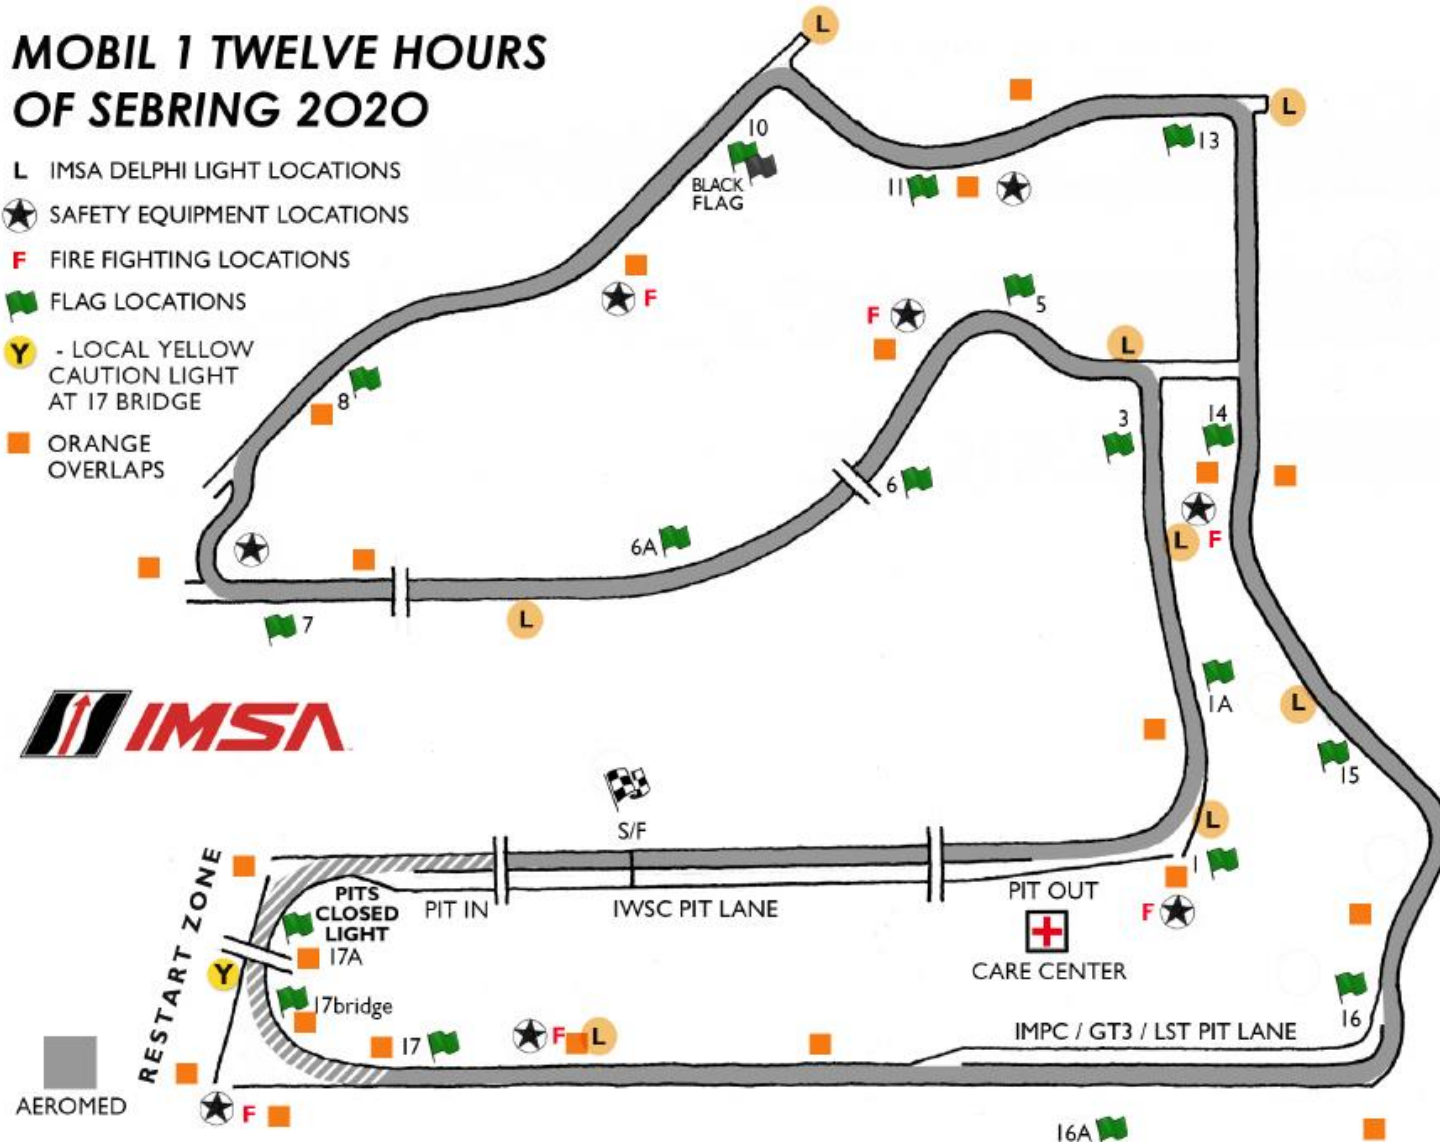 MOBIL 1 TWELVE HOURS
OF SEBRING 2020
L IMSA DELPHI LIGHT LOCATIONS
SAFETY EQUIPMENT LOCATIONS
F FIRE FIGHTING LOCATIONS
FLAG LOCATIONS
Y - LOCAL YELLOW
CAUTION LIGHT
AT 17 BRIDGE
ORANGE
OVERLAPS
L
L
10
BLACK
FLAG
11
13
F
F
5
L
8
3
14
6
6A
L
F
7
L
1A
L
15
IMSA
S/F
L
1
RESTART ZONE
PITS
CLOSED
LIGHT
PIT IN
IWSC PIT LANE
PIT OUT
F
CARE CENTER
17A
Y
17bridge
16
17
F
L
IMPC / GT3 / LST PIT LANE
AEROMED
F
16A